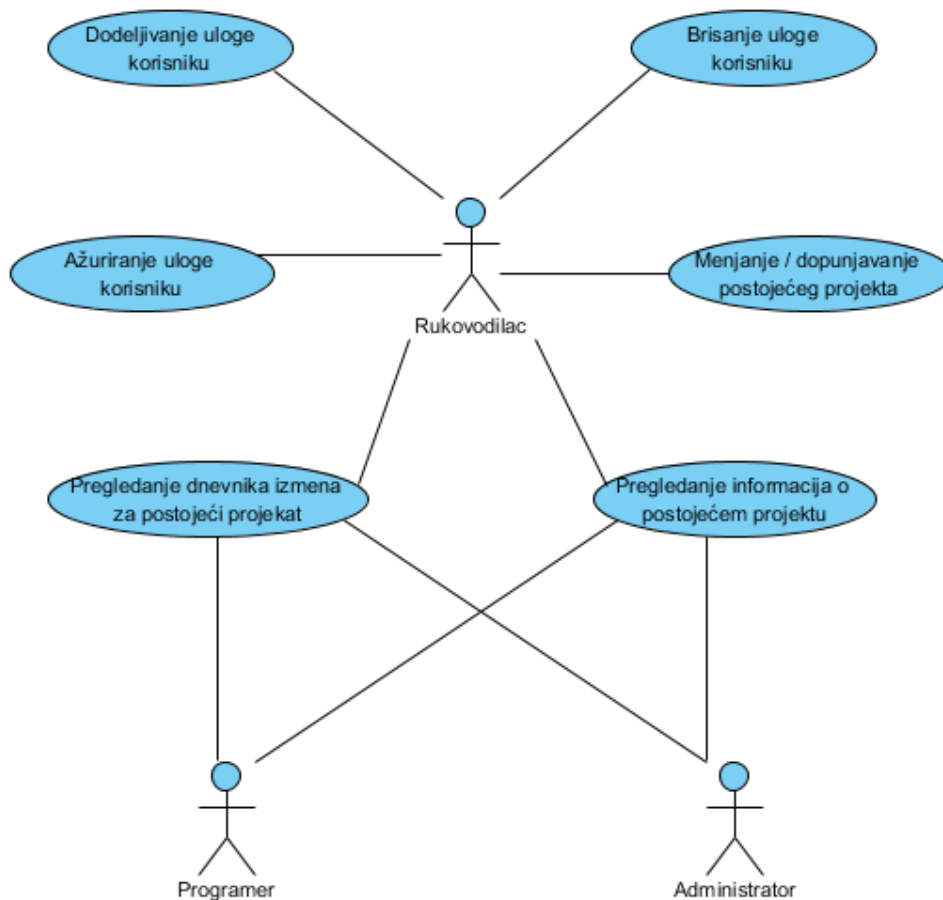 Dodeljivanje uloge
korisniku
Brisanje uloge
korisniku
Ažuriranje uloge
korisniku
Menjanje / dopunjavanje
postojećeg projekta
Rukovodilac
Pregledanje dnevnika izmena
za postojeći projekat
Pregledanje informacija o
postojećem projektu
Programer
Administrator